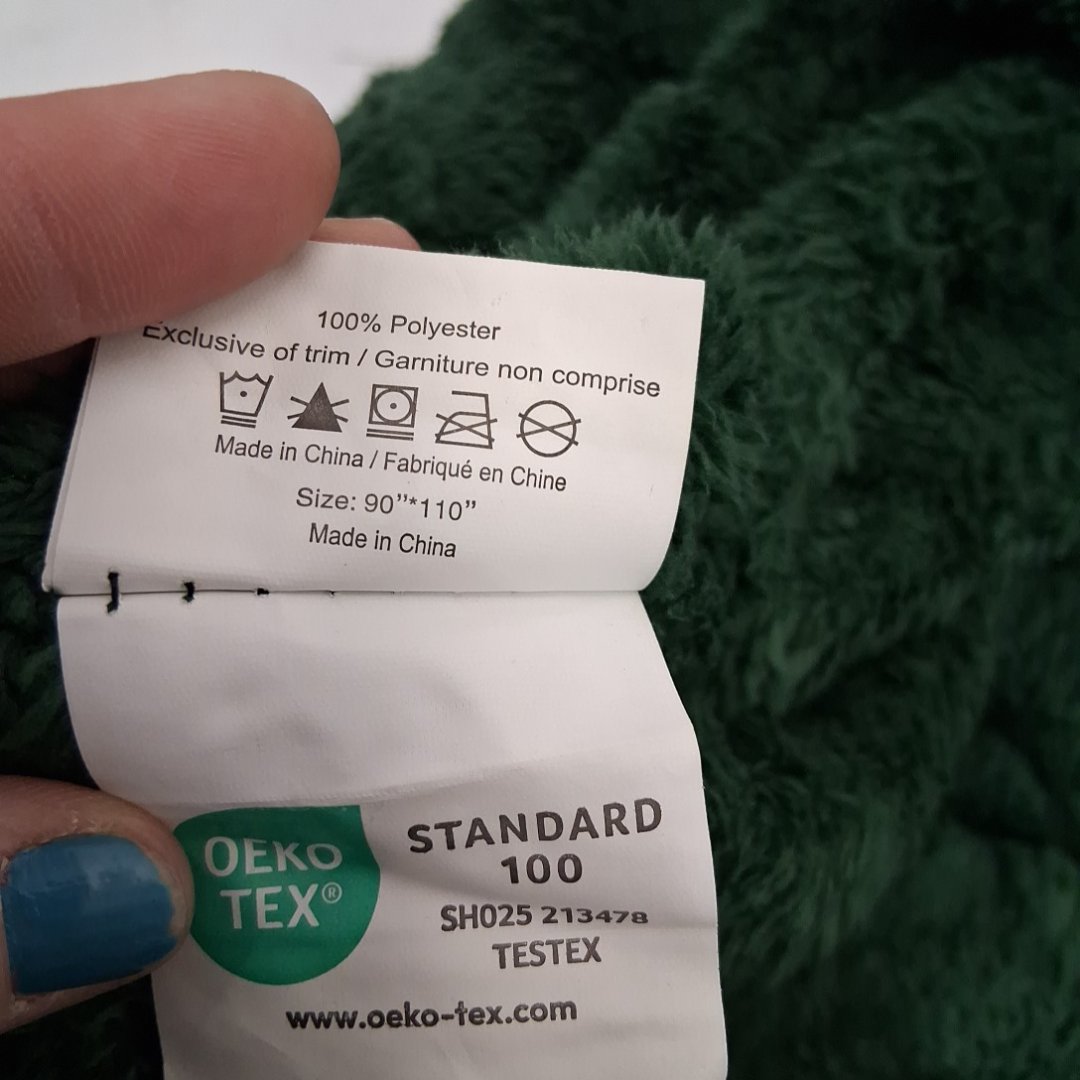 100% Polyester
Exclusive of trim / Garniture non comprise
Made in China / Fabriqué en Chine
Size: 90”*110”
Made in China
OEKO
TEX®
STANDARD
100
SH025 213478
TESTEX
www.oeko-tex.com